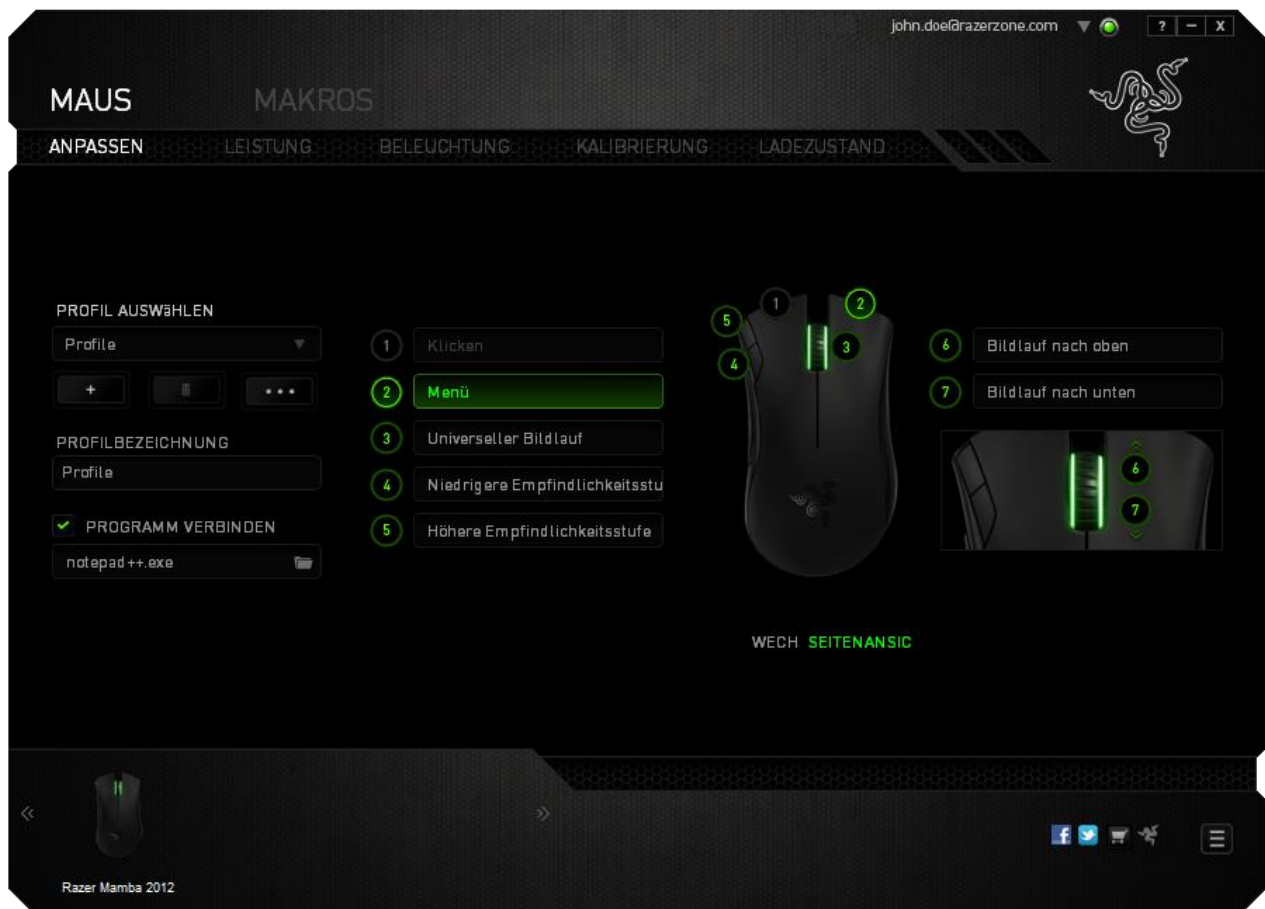 john.doe@razerzone.com
? – X
MAUS MAKROS
ANPASSEN LEISTUNG BELEUCHTUNG KALIBRIERUNG LADEZUSTAND
PROFIL AUSWäHLEN
Profile
+ ...
PROFILBEZEICHNUNG
Profile
PROGRAMM VERBINDEN
notepad++.exe
1 Klicken
2 Menü
3 Universeller Bildlauf
4 Niedrigere Empfindlichkeitsstu
5 Höhere Empfindlichkeitsstufe
1 2
5
3
4
6 Bildlauf nach oben
7 Bildlauf nach unten
6
7
WECH SEITENANSIC
« »
f
Razer Mamba 2012